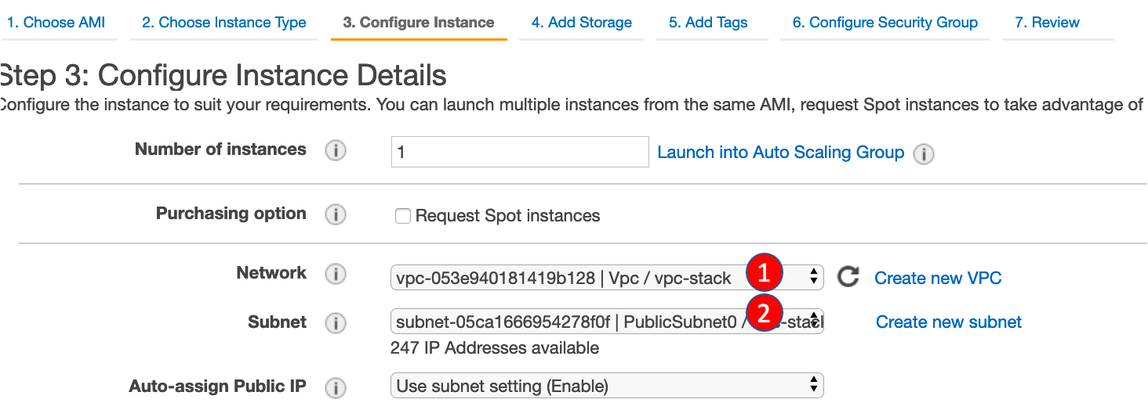 1. Choose AMI 2. Choose Instance Type 3. Configure Instance 4. Add Storage 5. Add Tags 6. Configure Security Group 7. Review
Step 3: Configure Instance Details
Configure the instance to suit your requirements. You can launch multiple instances from the same AMI, request Spot instances to take advantage of
Number of instances i 1 Launch into Auto Scaling Group i
Purchasing option i Request Spot instances
Network i vpc-053e940181419b128 | Vpc / vpc-stack 1 Create new VPC
Subnet i subnet-05ca1666954278f0f | PublicSubnet0 / 2 -stack Create new subnet
247 IP Addresses available
Auto-assign Public IP i Use subnet setting (Enable)